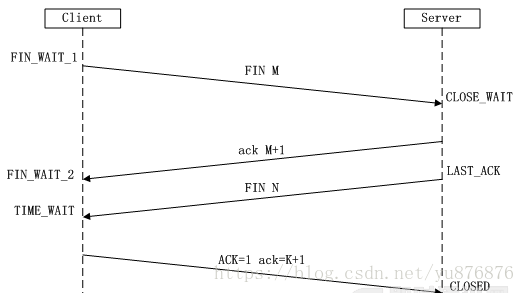 Client
Server
FIN_WAIT_1
FIN M
CLOSE_WAIT
ack M+1
FIN_WAIT_2
LAST_ACK
FIN N
TIME_WAIT
ACK=1 ack=K+1
https://blog.csdn.net/yu876876
CLOSED